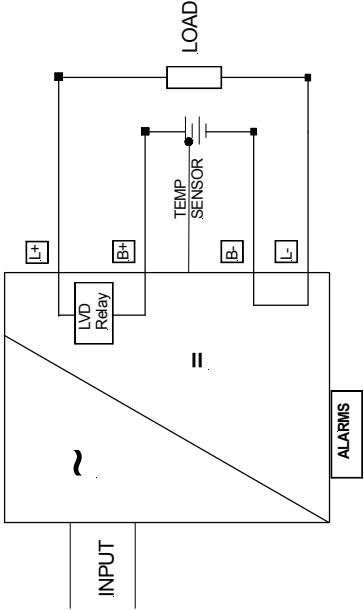 LOAD
TEMP
SENSOR
L+
B+
B-
L-
LVD
Relay
~
=
ALARMS
INPUT